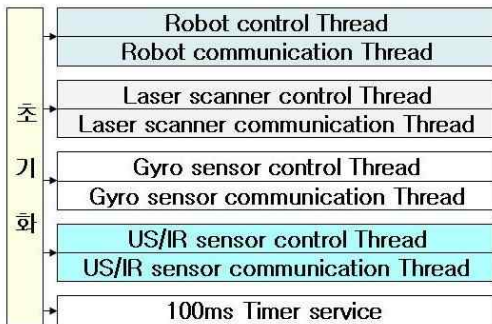 초
기
화
Robot control Thread
Robot communication Thread
Laser scanner control Thread
Laser scanner communication Thread
Gyro sensor control Thread
Gyro sensor communication Thread
US/IR sensor control Thread
US/IR sensor communication Thread
100ms Timer service